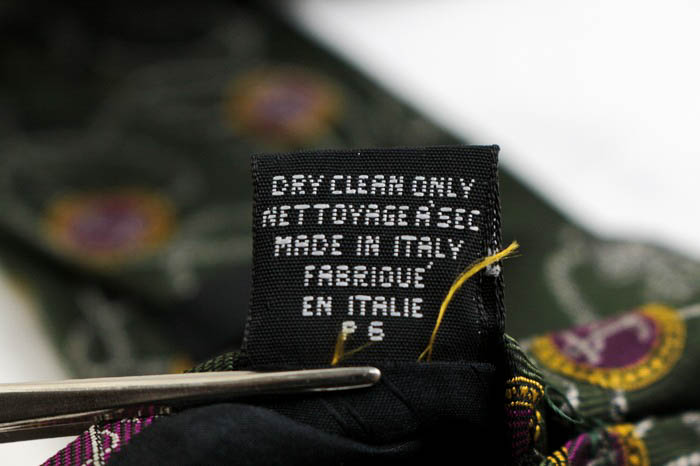 DRY CLEAN ONLY
NETTOYAGE À SEC
MADE IN ITALY
FABRIQUÉ
EN ITALIE
P 6